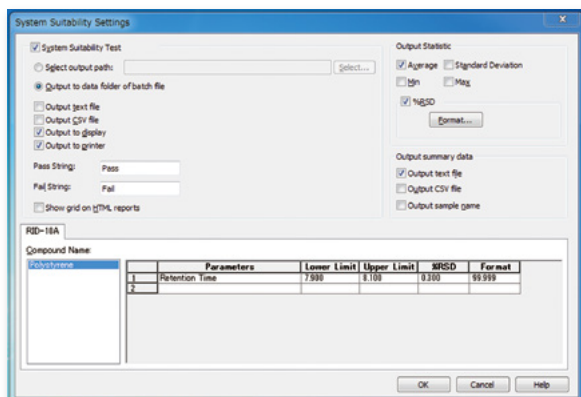 System Suitability Settings
System Suitability Test
Select output path:
Select...
Output to data folder of batch file
Output text file
Output CSV file
Output to display
Output to printer
Pass String: Pass
Fail String: Fail
Show grid on HTML reports
Output Statistic
Average Standard Deviation
Min Max
%RSD
Format...
Output summary data
Output text file
Output CSV file
Output sample name
RID-10A
Compound Name:
Polystyrene
Parameters Lower Limit Upper Limit %RSD Format
1 Retention Time 7.900 8.100 0.300 99.999
2
OK Cancel Help